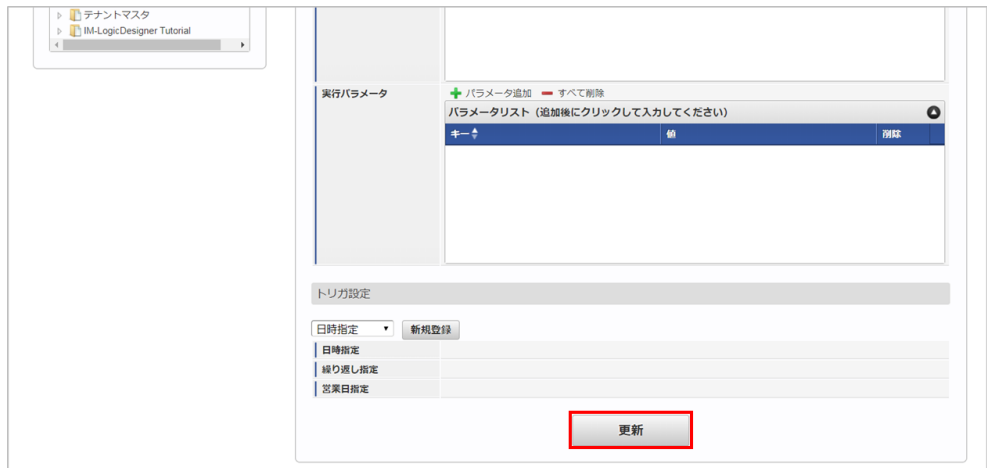 テナントマスタ
IM-LogicDesigner Tutorial
実行パラメータ
パラメータ追加 すべて削除
パラメータリスト（追加後にクリックして入力してください）
キー 値 削除
トリガ設定
日時指定 新規登録
日時指定
繰り返し指定
営業日指定
更新